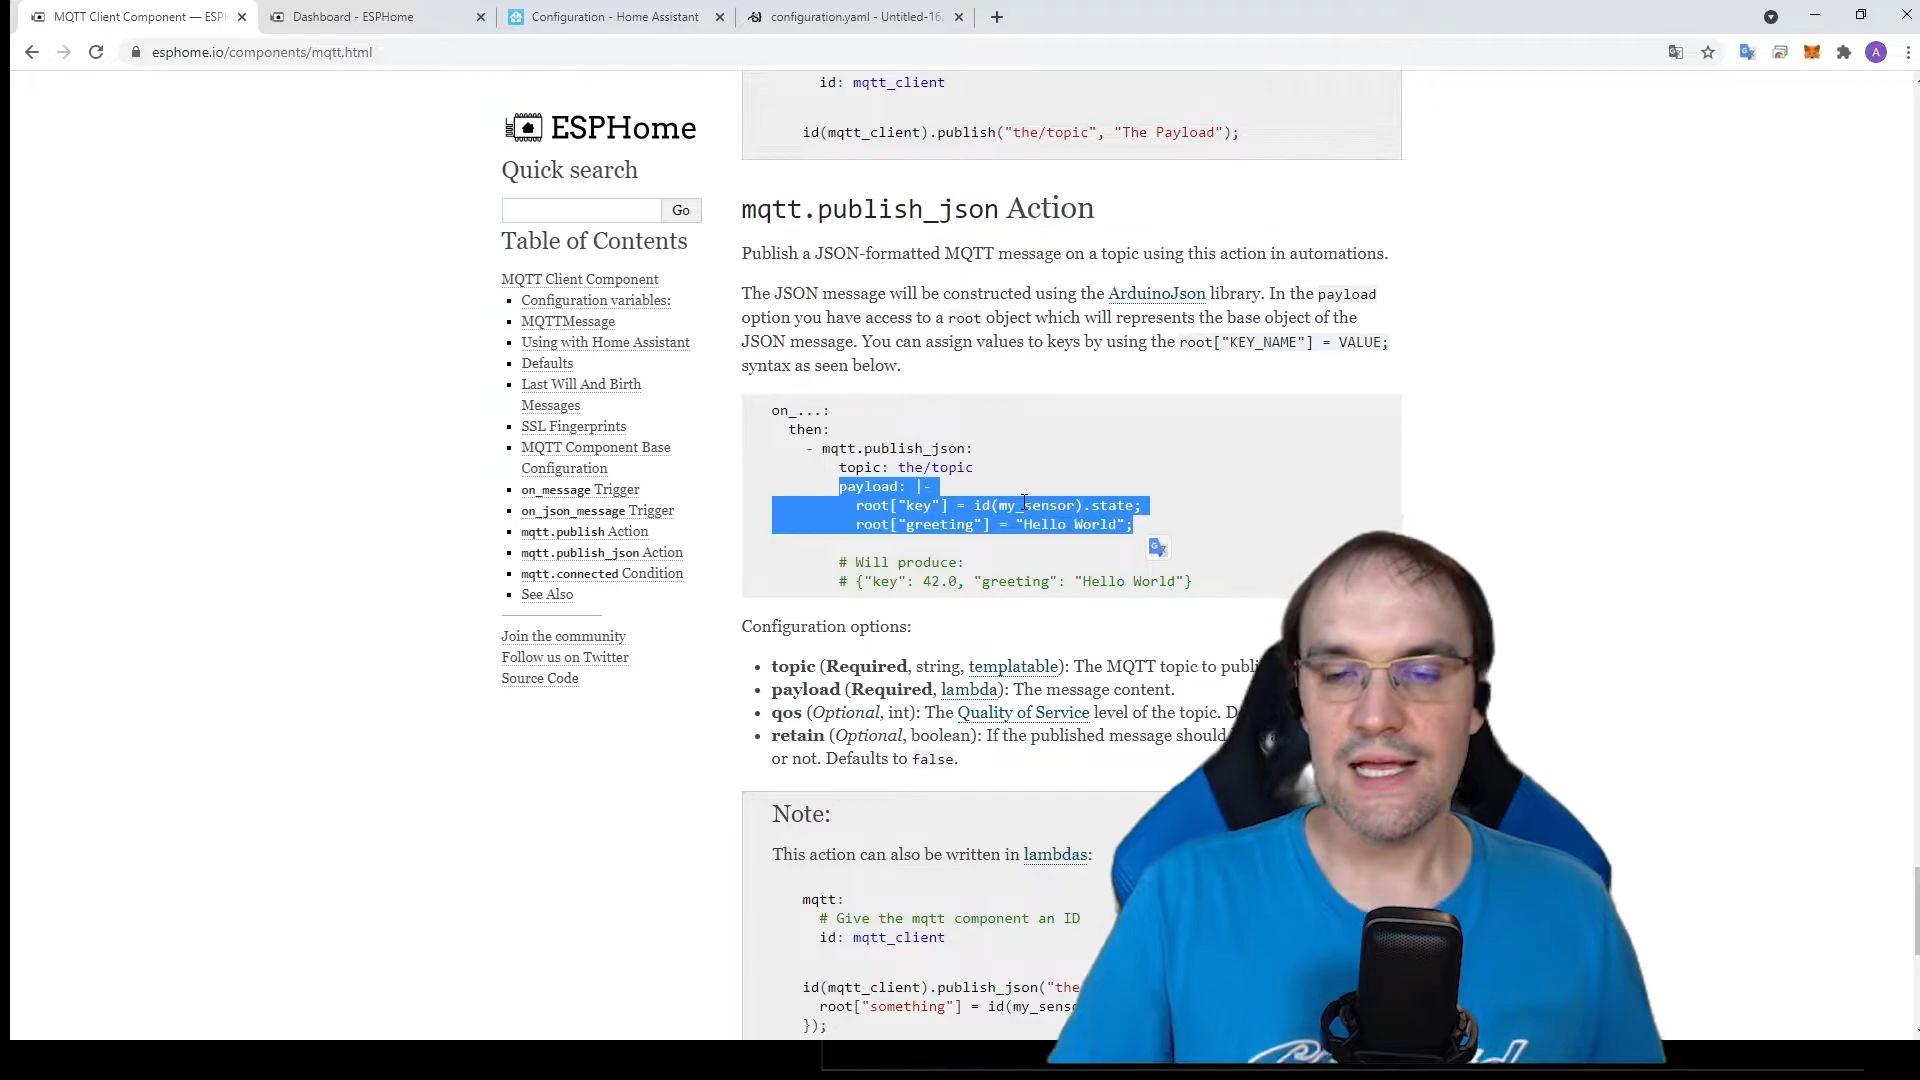 MQTT Client Component — ESP
Dashboard - ESPHome
Configuration - Home Assistant
configuration.yaml - Untitled-16
esphome.io/components/mqtt.html
A
ESPHome
Quick search
Go
Table of Contents
MQTT Client Component
Configuration variables:
MQTTMessage
Using with Home Assistant
Defaults
Last Will And Birth
Messages
SSL Fingerprints
MQTT Component Base
Configuration
on_message Trigger
on_json_message Trigger
mqtt.publish Action
mqtt.publish_json Action
mqtt.connected Condition
See Also
Join the community
Follow us on Twitter
Source Code
id: mqtt_client
id(mqtt_client).publish("the/topic", "The Payload");
mqtt.publish_json Action
Publish a JSON-formatted MQTT message on a topic using this action in automations.
The JSON message will be constructed using the ArduinoJson library. In the payload
option you have access to a root object which will represents the base object of the
JSON message. You can assign values to keys by using the root["KEY_NAME"] = VALUE;
syntax as seen below.
on_...:
then:
- mqtt.publish_json:
topic: the/topic
payload: |-
root["key"] = id(my_sensor).state;
root["greeting"] = "Hello World";
# Will produce:
# {"key": 42.0, "greeting": "Hello World"}
Configuration options:
• topic (Required, string, templatable): The MQTT topic to publi
• payload (Required, lambda): The message content.
• qos (Optional, int): The Quality of Service level of the topic. D
• retain (Optional, boolean): If the published message should
or not. Defaults to false.
Note:
This action can also be written in lambdas:
mqtt:
# Give the mqtt component an ID
id: mqtt_client
id(mqtt_client).publish_json("the
root["something"] = id(my_senso
});